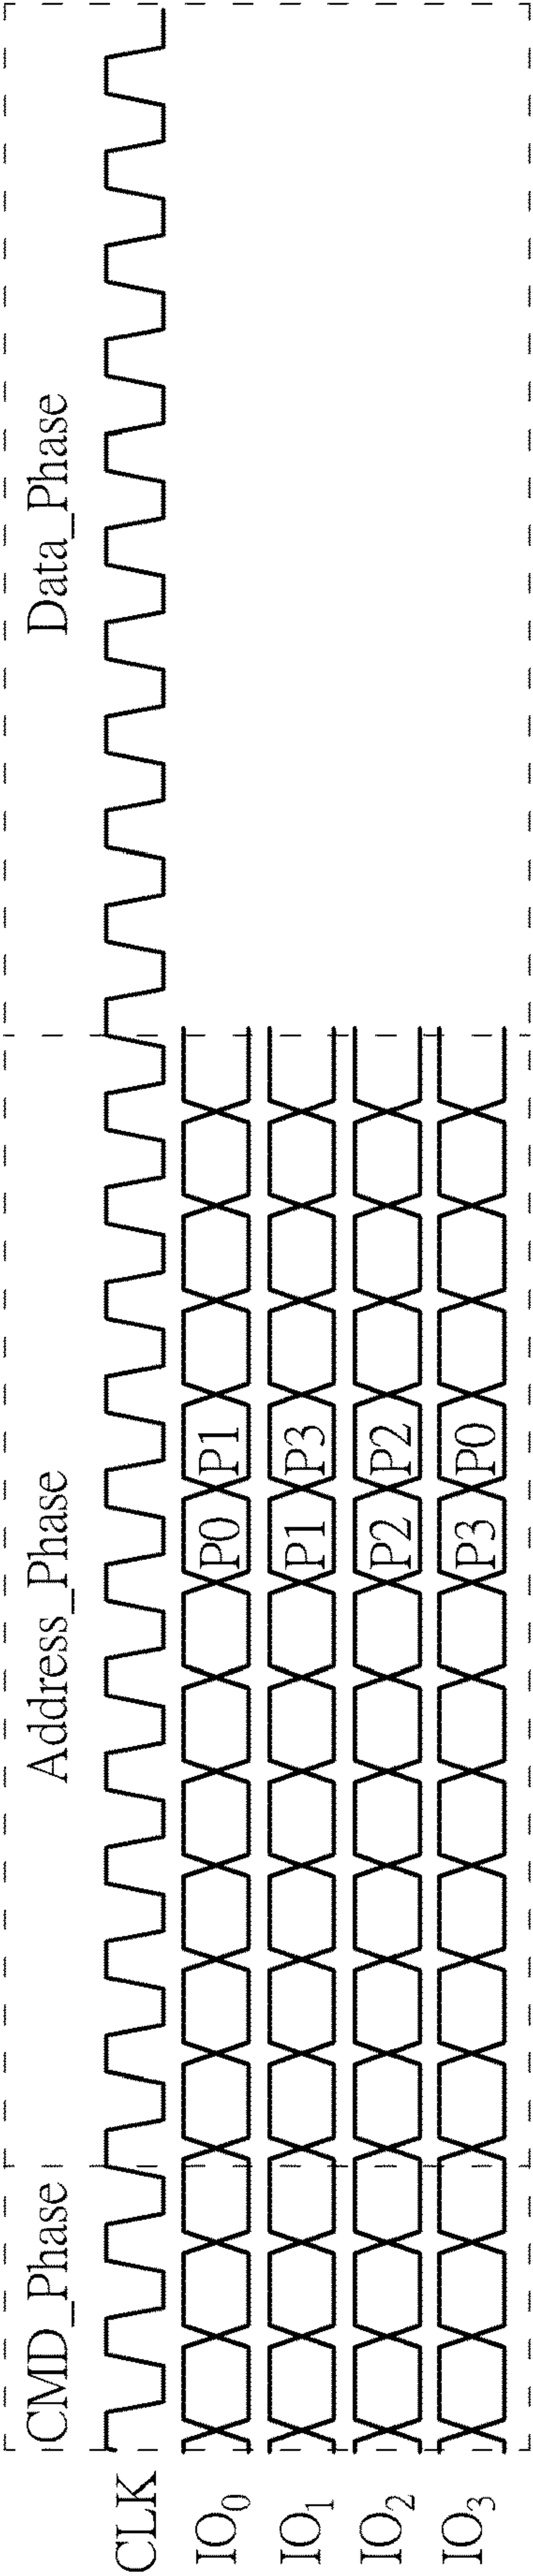 CMD_Phase Address_Phase Data_Phase
CLK
IO0 P0 P1
IO1 P1 P3
IO2 P2 P2
IO3 P3 P0